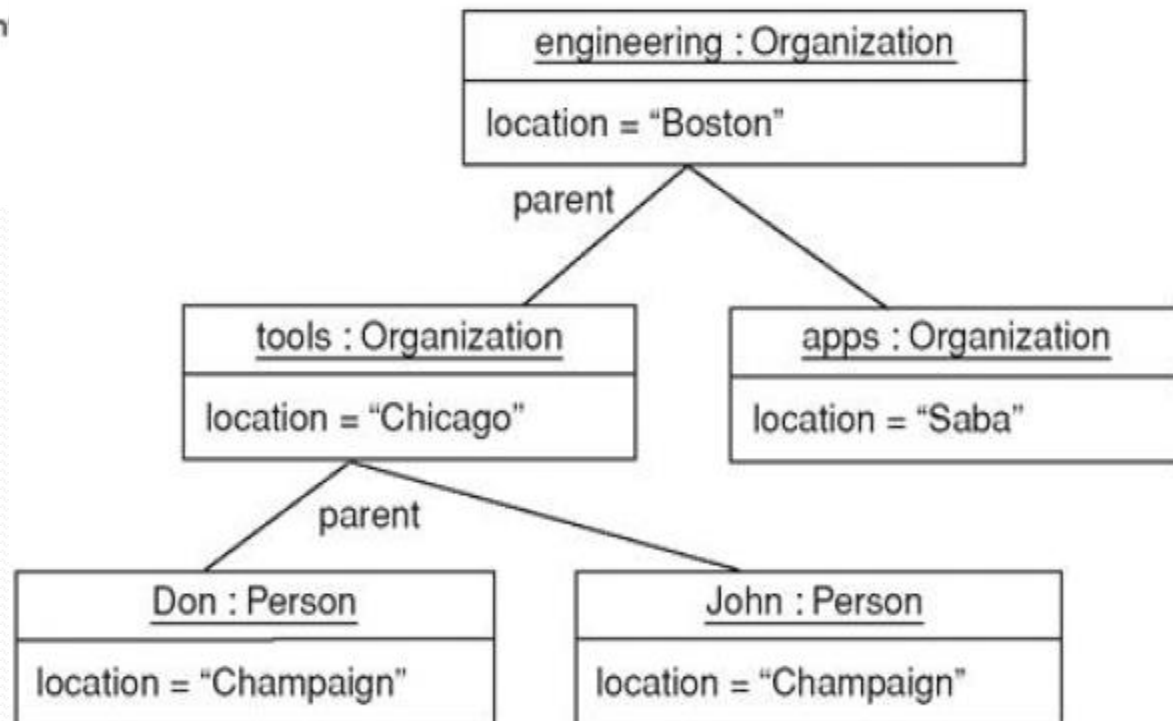 engineering : Organization
location = “Boston”
parent
tools : Organization
apps : Organization
location = “Chicago”
location = “Saba”
parent
Don : Person
John : Person
location = “Champaign”
location = “Champaign”